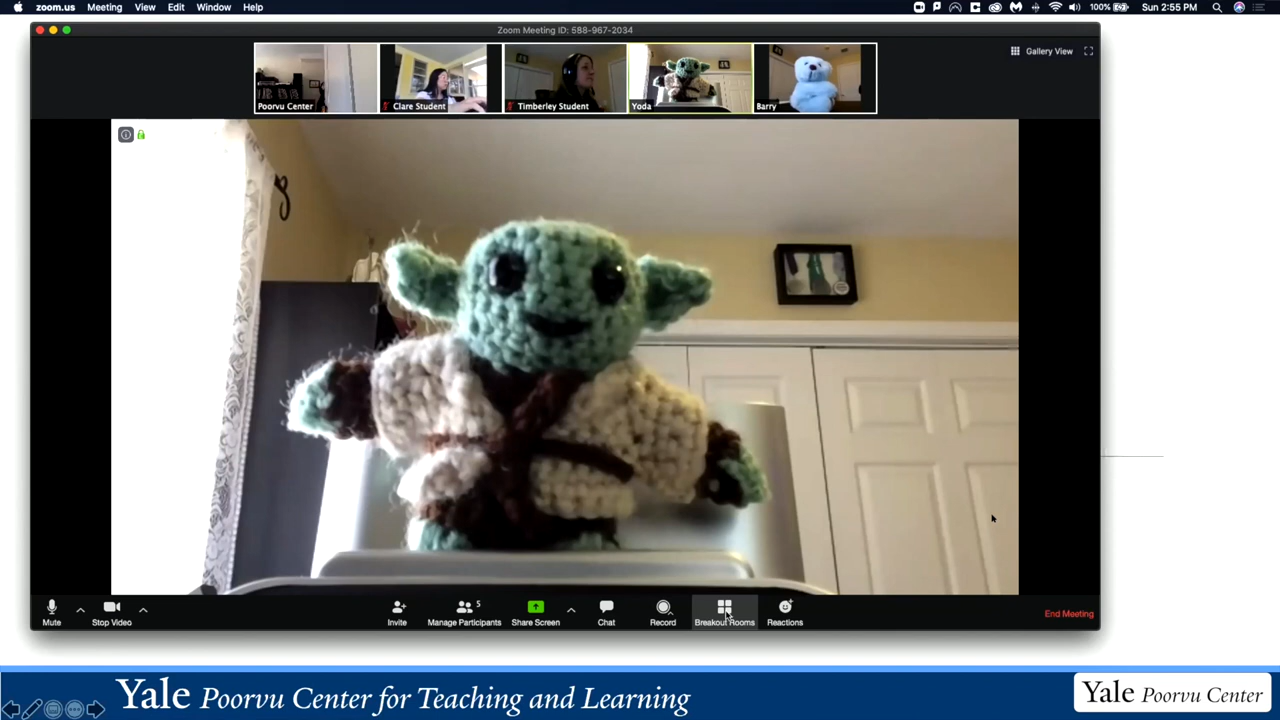 zoom.us Meeting View Edit Window Help
100% Sun 2:55 PM
Zoom Meeting ID: 588-967-2034
Poorvu Center
Clare Student
Timberley Student
Yoda
Barry
Gallery View
Mute
Stop Video
Invite
5
Manage Participants
Share Screen
Chat
Record
Breakout Rooms
Reactions
End Meeting
Yale Poorvu Center for Teaching and Learning
Yale Poorvu Center